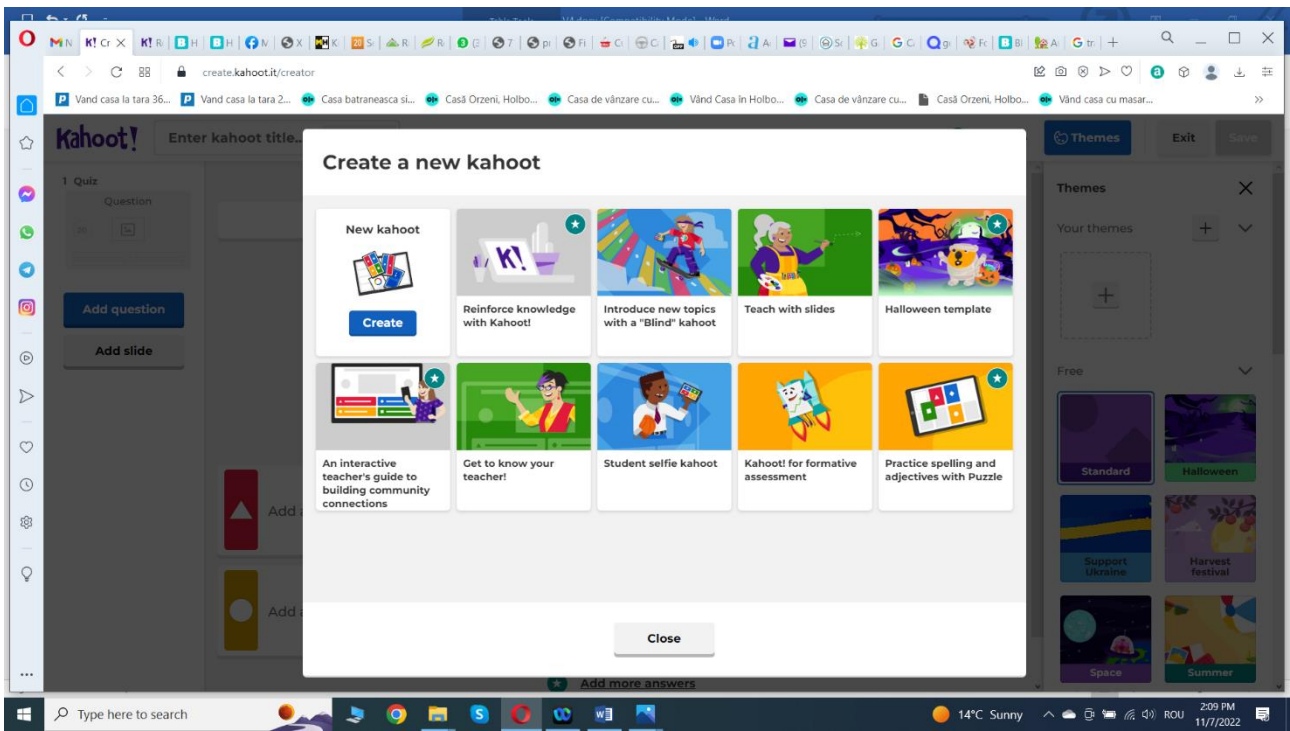 create.kahoot.it/creator
Vand casa la tara 36...
Vand casa la tara 2...
Casa batraneasca si...
Casă Orzeni, Holbo...
Casa de vânzare cu...
Vând Casa in Holbo...
Casa de vânzare cu...
Casă Orzeni, Holbo...
Vând casa cu masar...
Kahoot!
Enter kahoot title...
Themes
Exit
Save
1 Quiz
Question
Add question
Add slide
Create a new kahoot
New kahoot
Create
Reinforce knowledge
with Kahoot!
Introduce new topics
with a "Blind" kahoot
Teach with slides
Halloween template
An interactive
teacher's guide to
building community
connections
Get to know your
teacher!
Student selfie kahoot
Kahoot! for formative
assessment
Practice spelling and
adjectives with Puzzle
Close
Add
Add
Add more answers
Themes
Your themes
Free
Standard
Halloween
Support
Ukraine
Harvest
festival
Space
Summer
Type here to search
14°C Sunny
ROU
2:09 PM
11/7/2022